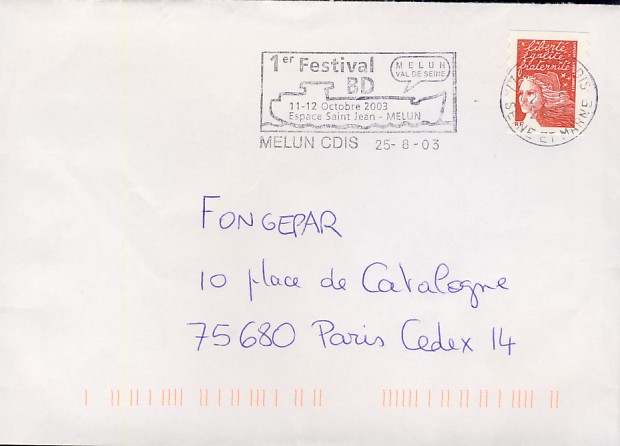 1er Festival
BD
MELUN
VAL DE SEINE
11-12 Octobre 2003
Espace Saint Jean - MELUN
MELUN CDIS 25-8-03
liberté
égalité
fraternité
RF
SEINE ET MARNE
FONGEPAR
10 place de Catalogne
75680 Paris Cedex 14